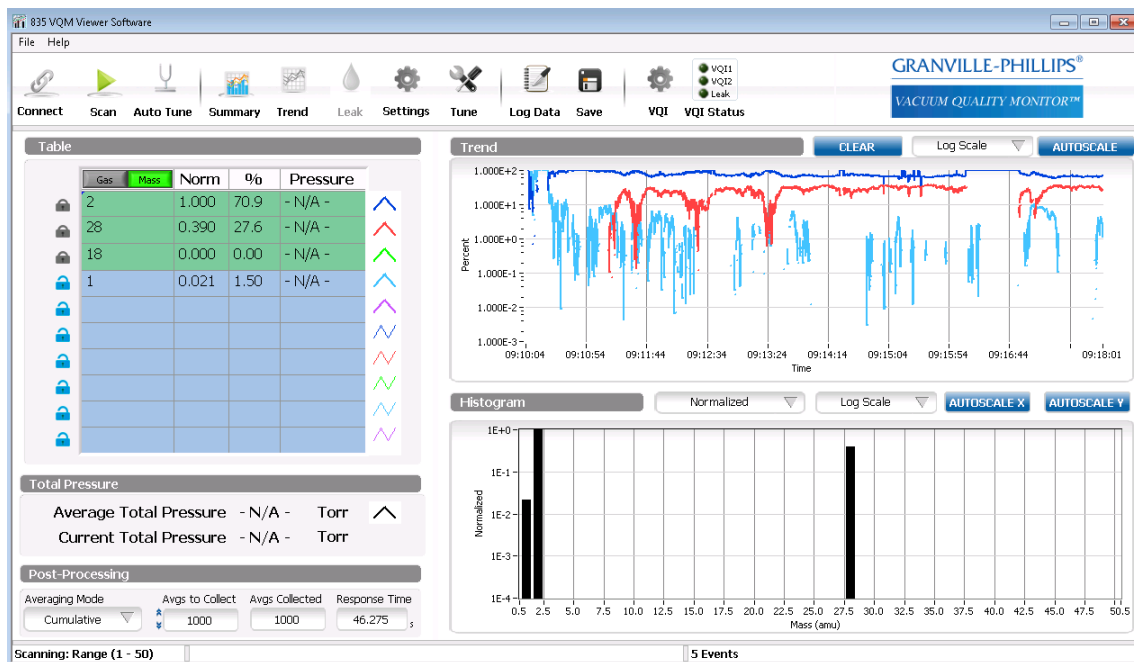 835 VQM Viewer Software
File Help
Connect Scan Auto Tune Summary Trend Leak Settings Tune Log Data Save VQI VQI Status
VQI1
VQI2
Leak
GRANVILLE-PHILLIPS®
VACUUM QUALITY MONITOR™
Table
Gas Mass Norm % Pressure
2 1.000 70.9 - N/A -
28 0.390 27.6 - N/A -
18 0.000 0.00 - N/A -
1 0.021 1.50 - N/A -
Total Pressure
Average Total Pressure - N/A - Torr
Current Total Pressure - N/A - Torr
Post-Processing
Averaging Mode Avgs to Collect Avgs Collected Response Time
Cumulative 1000 1000 46.275 s
Trend CLEAR Log Scale AUTOSCALE
1.000E+2
1.000E+1
1.000E+0
1.000E-1
1.000E-2
1.000E-3
Percent
09:10:04 09:10:54 09:11:44 09:12:34 09:13:24 09:14:14 09:15:04 09:15:54 09:16:44 09:18:01
Time
Histogram Normalized Log Scale AUTOSCALE X AUTOSCALE Y
1E+0
1E-1
1E-2
1E-3
1E-4
Normalized
0.5 2.5 5.0 7.5 10.0 12.5 15.0 17.5 20.0 22.5 25.0 27.5 30.0 32.5 35.0 37.5 40.0 42.5 45.0 47.5 50.5
Mass (amu)
Scanning: Range (1 - 50) 5 Events